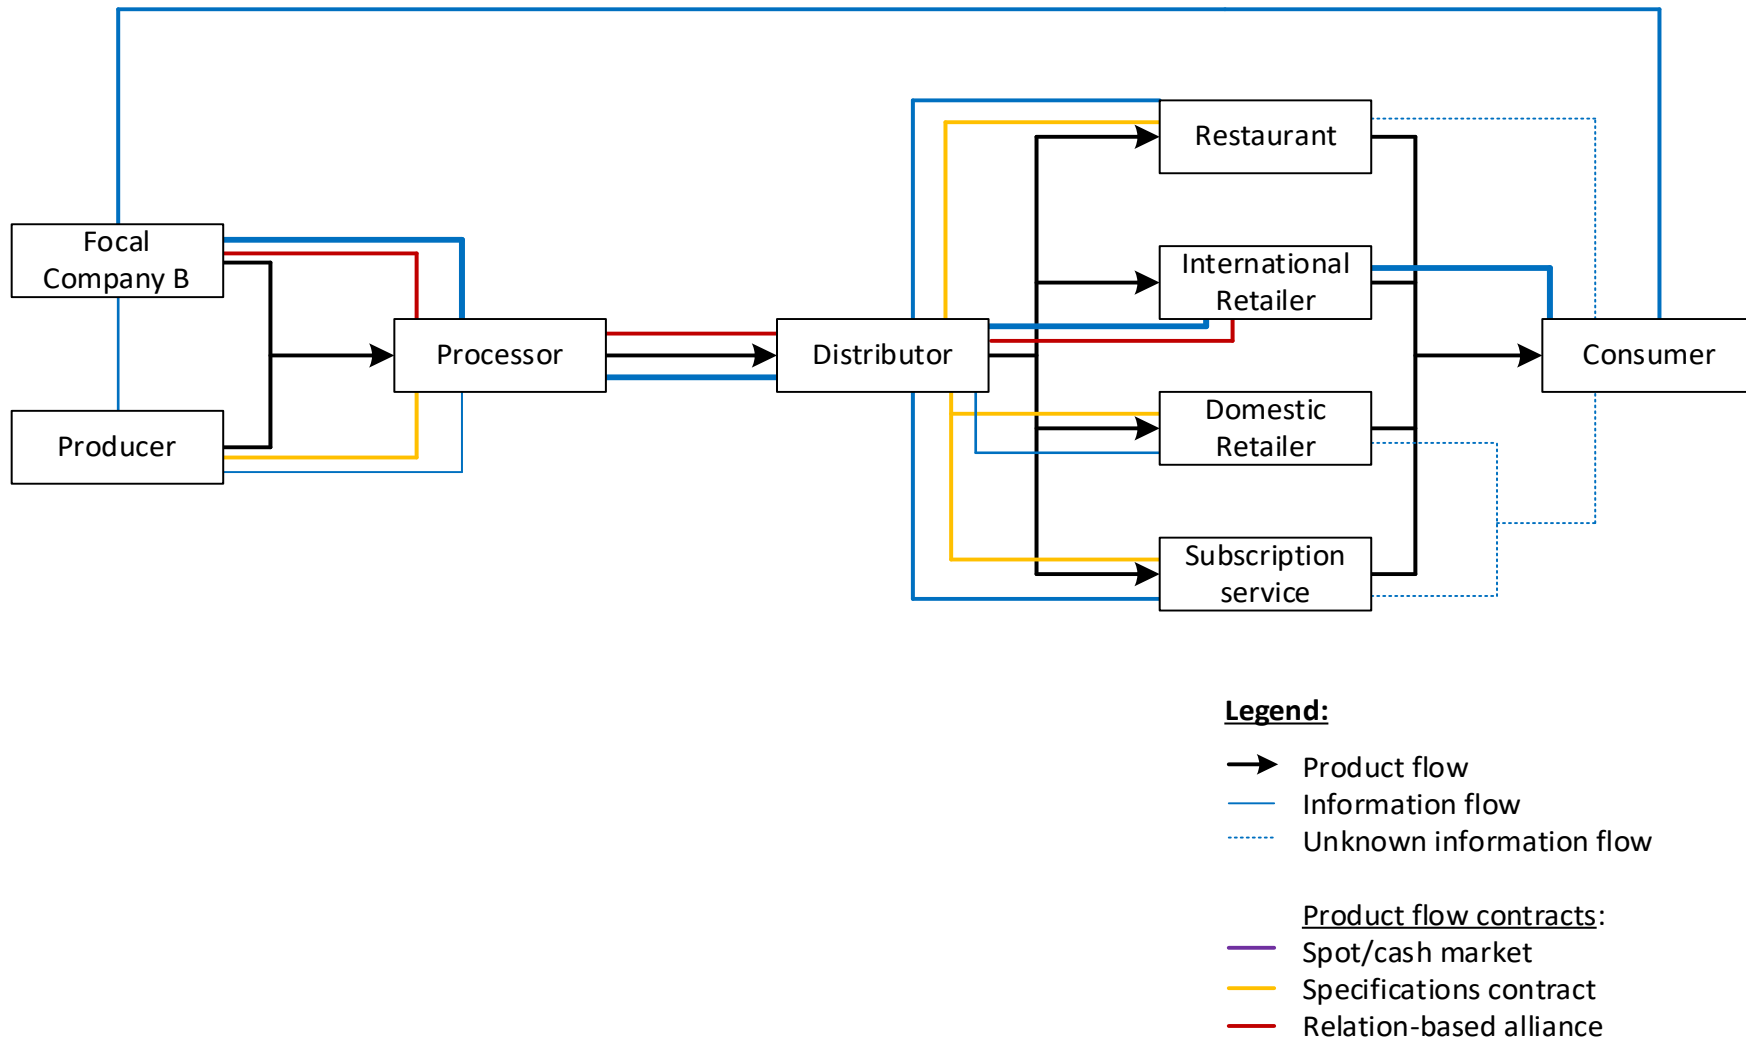 Restaurant
Focal
Company B
International
Retailer
Processor
Distributor
Consumer
Producer
Domestic
Retailer
Subscription
service
Legend:
Product flow
Information flow
Unknown information flow
Product flow contracts:
Spot/cash market
Specifications contract
Relation-based alliance